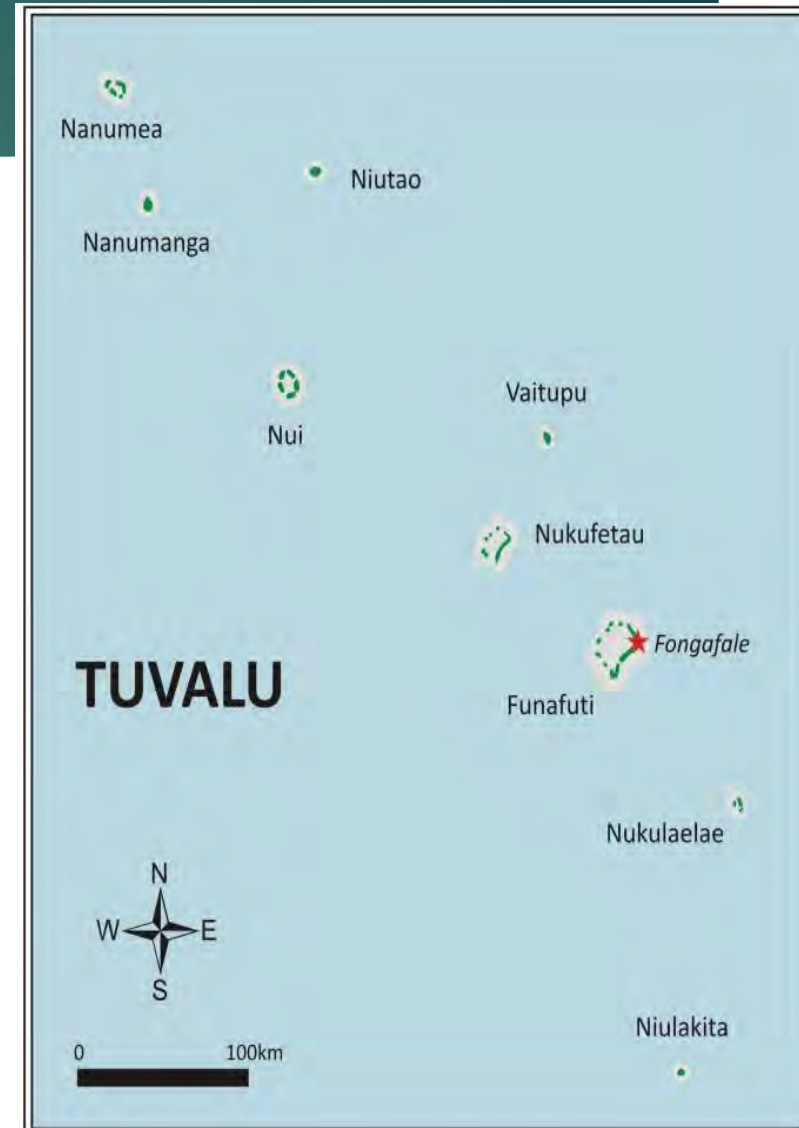 Nanumea
Niutao
Nanumanga
Nui
Vaitupu
Nukufetau
Fongafale
TUVALU
Funafuti
Nukulaelae
N
W E
S
Niulakita
0 100km